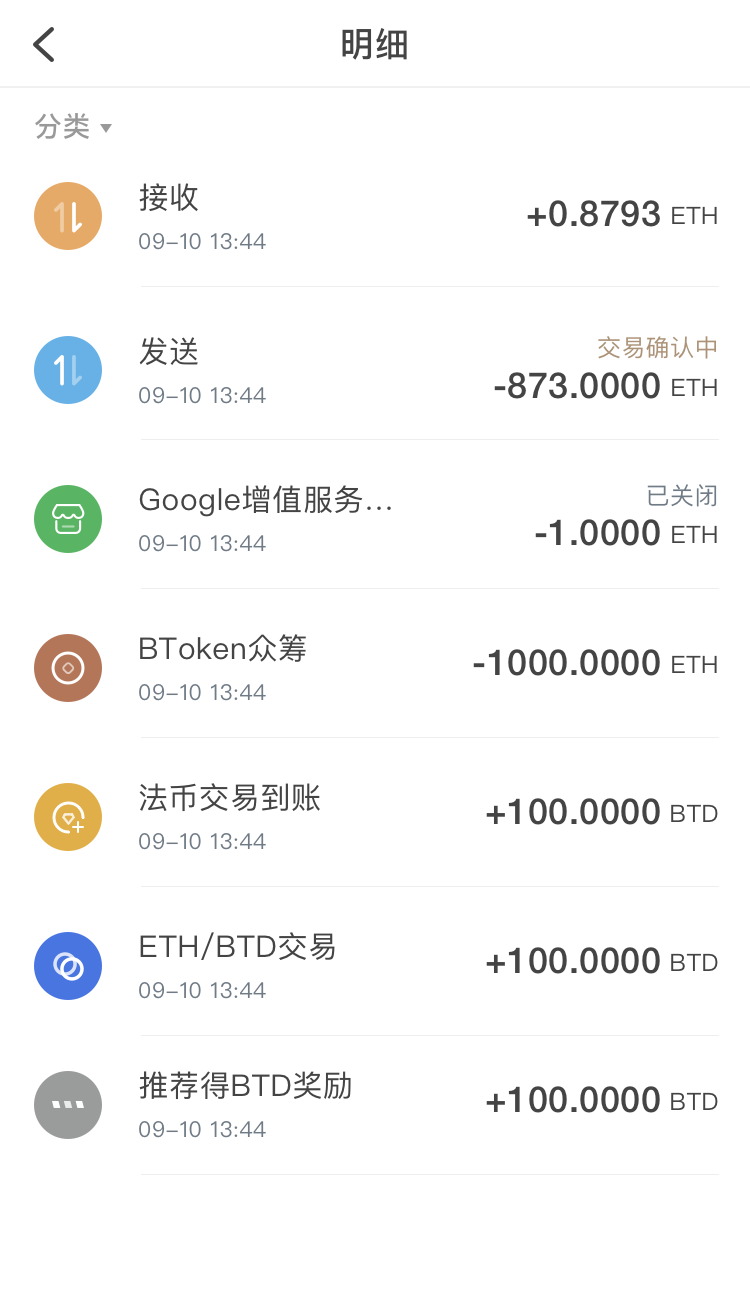 明细
分类
接收
09-10 13:44
+0.8793 ETH
发送
09-10 13:44
交易确认中
-873.0000 ETH
Google增值服务...
09-10 13:44
已关闭
-1.0000 ETH
BToken众筹
09-10 13:44
-1000.0000 ETH
法币交易到账
09-10 13:44
+100.0000 BTD
ETH/BTD交易
09-10 13:44
+100.0000 BTD
推荐得BTD奖励
09-10 13:44
+100.0000 BTD